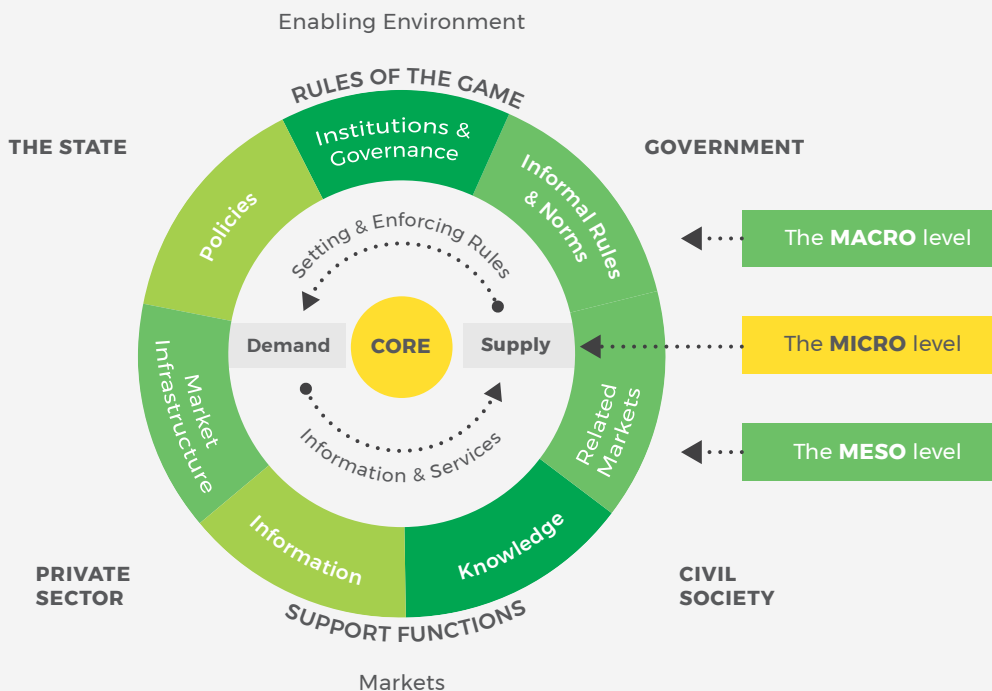 Enabling Environment
RULES OF THE GAME
THE STATE
GOVERNMENT
Institutions &
Governance
Informal Rules
& Norms
Policies
Setting & Enforcing Rules
The MACRO level
Demand
CORE
Supply
The MICRO level
Market
Infrastructure
Related
Markets
The MESO level
Information & Services
Information
Knowledge
PRIVATE
SECTOR
CIVIL
SOCIETY
SUPPORT FUNCTIONS
Markets